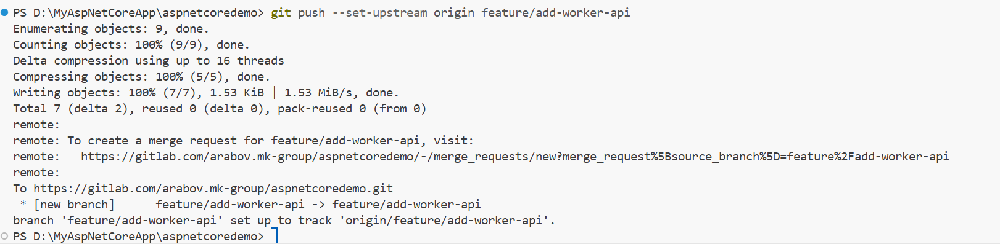 PS D:\MyAspNetCoreApp\aspnetcoredemo> git push --set-upstream origin feature/add-worker-api
Enumerating objects: 9, done.
Counting objects: 100% (9/9), done.
Delta compression using up to 16 threads
Compressing objects: 100% (5/5), done.
Writing objects: 100% (7/7), 1.53 KiB | 1.53 MiB/s, done.
Total 7 (delta 2), reused 0 (delta 0), pack-reused 0 (from 0)
remote:
remote: To create a merge request for feature/add-worker-api, visit:
remote:   https://gitlab.com/arabov.mk-group/aspnetcoredemo/-/merge_requests/new?merge_request%5Bsource_branch%5D=feature%2Fadd-worker-api
remote:
To https://gitlab.com/arabov.mk-group/aspnetcoredemo.git
 * [new branch]      feature/add-worker-api -> feature/add-worker-api
branch 'feature/add-worker-api' set up to track 'origin/feature/add-worker-api'.
PS D:\MyAspNetCoreApp\aspnetcoredemo>